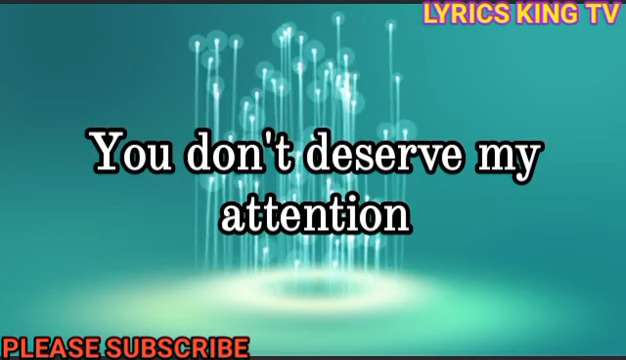 LYRICS KING TV
You don't deserve my
attention
PLEASE SUBSCRIBE